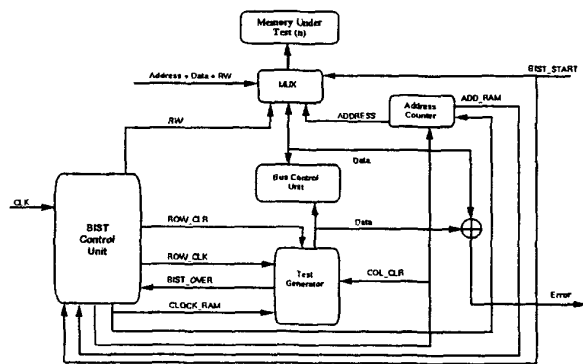 Memory Under
Test (n)
BIST_START
Address + Data + RW
MUX
ADD_RAM
ADDRESS
Address
Counter
RW
Data
Bus Control
Unit
CLK
BIST
Control
Unit
ROW_CLR
Data
ROW_CLK
Test
Generator
BIST_OVER
COL_CLR
CLOCK_RAM
Error